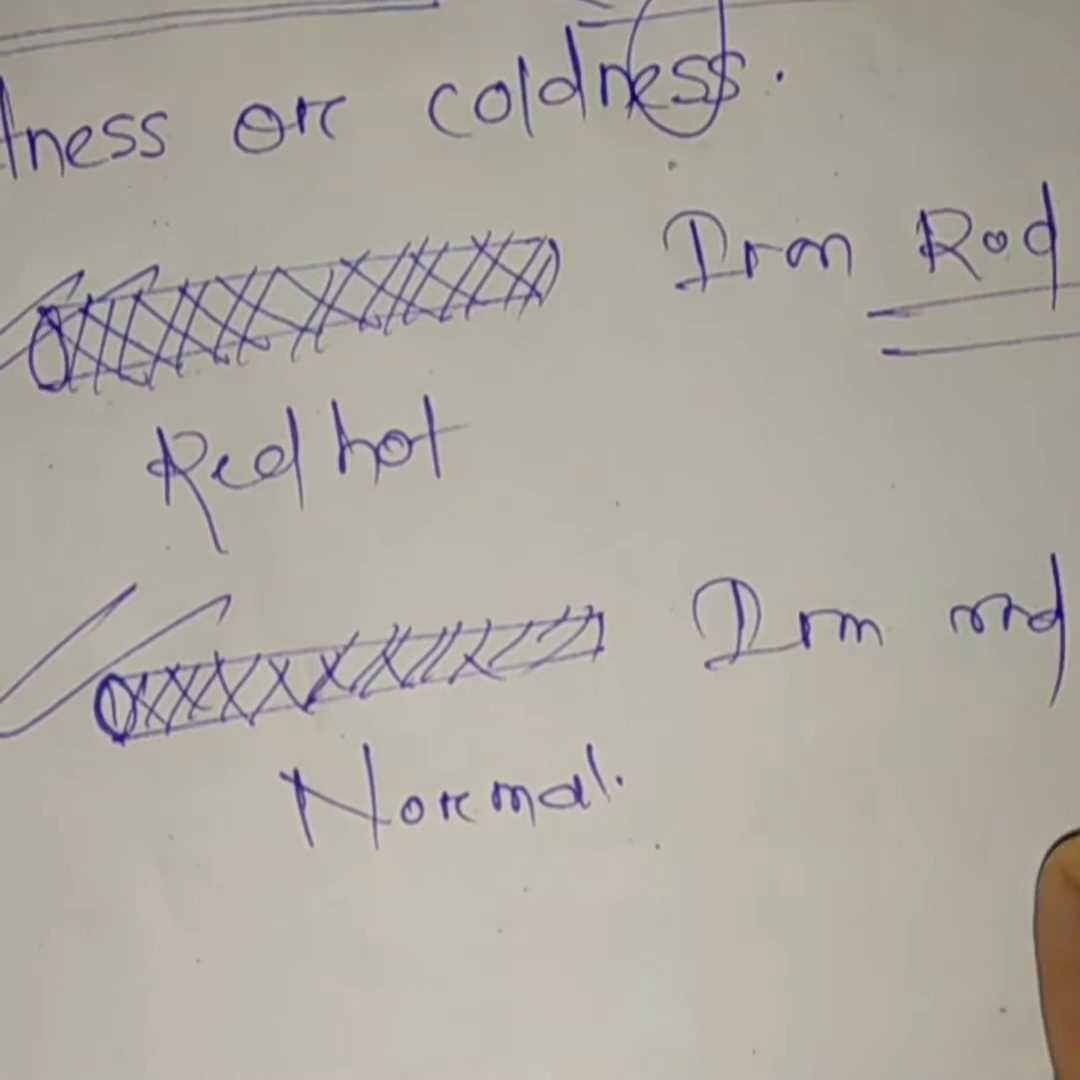 tness or coldness.
Iron Rod
Red hot
Iron rod
Normal.